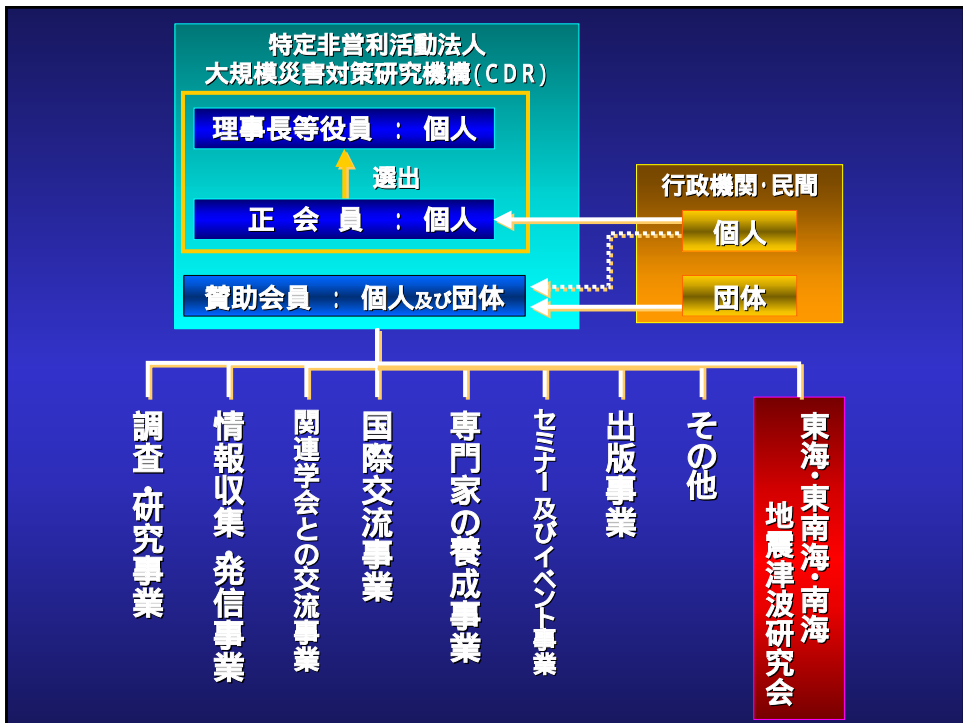 特定非営利活動法人
大規模災害対策研究機構(CDR)
理事長等役員 : 個人
選出
正会員 : 個人
賛助会員 : 個人及び団体
行政機関・民間
個人
団体
調査・研究事業
情報収集・発信事業
関連学会との交流事業
国際交流事業
専門家の養成事業
セミナー及びイベント事業
出版事業
その他
東海・東南海・南海
地震津波研究会